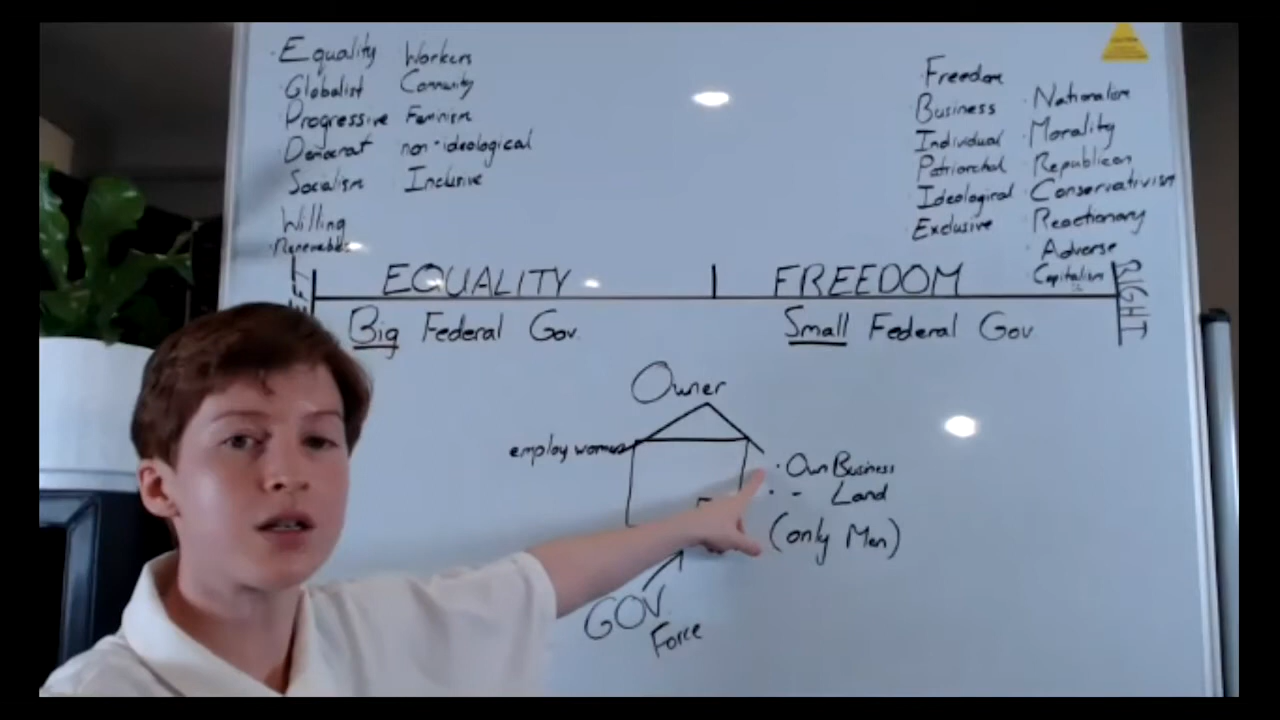 · Equality Workers
Globalist Community
Progressive Feminism
Democrat non-ideological
Socialism Inclusive
Willing
· Renewables
LEFT
EQUALITY
Big Federal Gov.
· Freedom
· Business · Nationalism
· Individual · Morality
· Patriarchal · Republican
· Ideological · Conservativism
· Exclusive · Reactionary
· Adverse
Capitalism
FREEDOM
RIGHT
Small Federal Gov.
Owner
employ women
· Own Business
· - Land
(only Men)
GOV.
Force